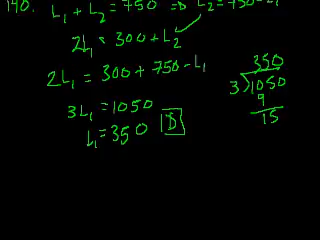 140. L₁ + L₂ = 750 ⇒ L₂ = 750 - L₁
2L₁ = 300 + L₂
2L₁ = 300 + 750 - L₁
3L₁ = 1050
L₁ = 350 D
350
3 1050
9
15